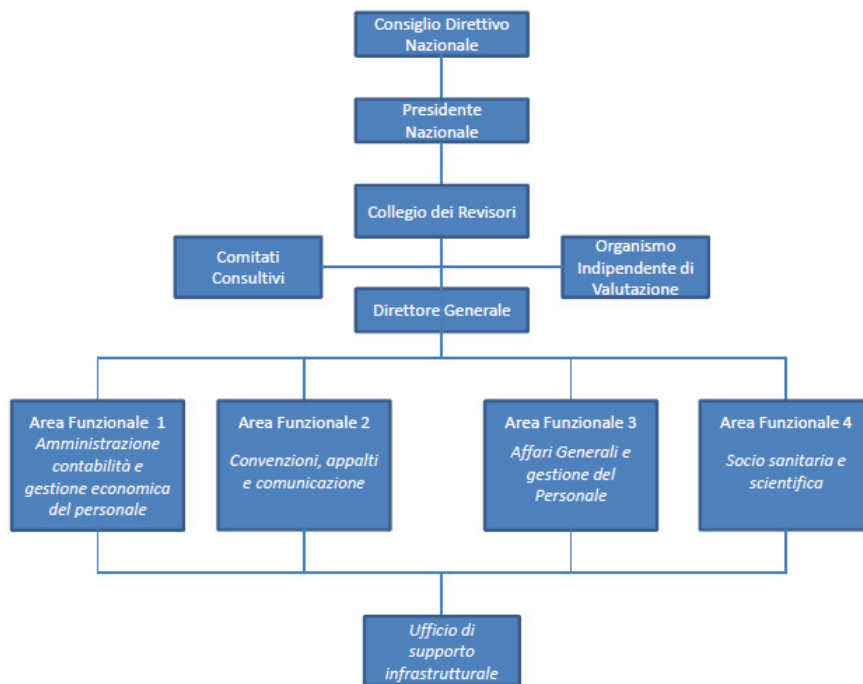 Consiglio Direttivo
Nazionale
Presidente
Nazionale
Collegio dei Revisori
Comitati
Consultivi
Organismo
Indipendente di
Valutazione
Direttore Generale
Area Funzionale 1
Amministrazione
contabilità e
gestione economica
del personale
Area Funzionale 2
Convenzioni, appalti
e comunicazione
Area Funzionale 3
Affari Generali e
gestione del
Personale
Area Funzionale 4
Socio sanitaria e
scientifica
Ufficio di
supporto
infrastrutturale